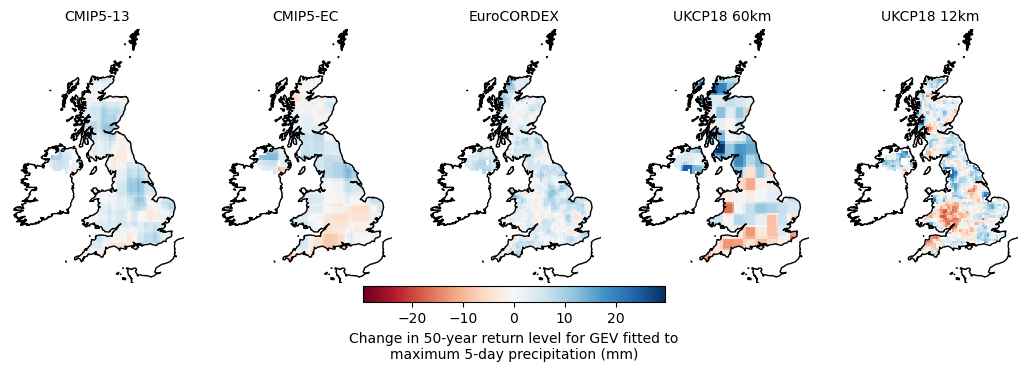 CMIP5-13
CMIP5-EC
EuroCORDEX
UKCP18 60km
UKCP18 12km
−20
−10
0
10
20
Change in 50-year return level for GEV fitted to
maximum 5-day precipitation (mm)